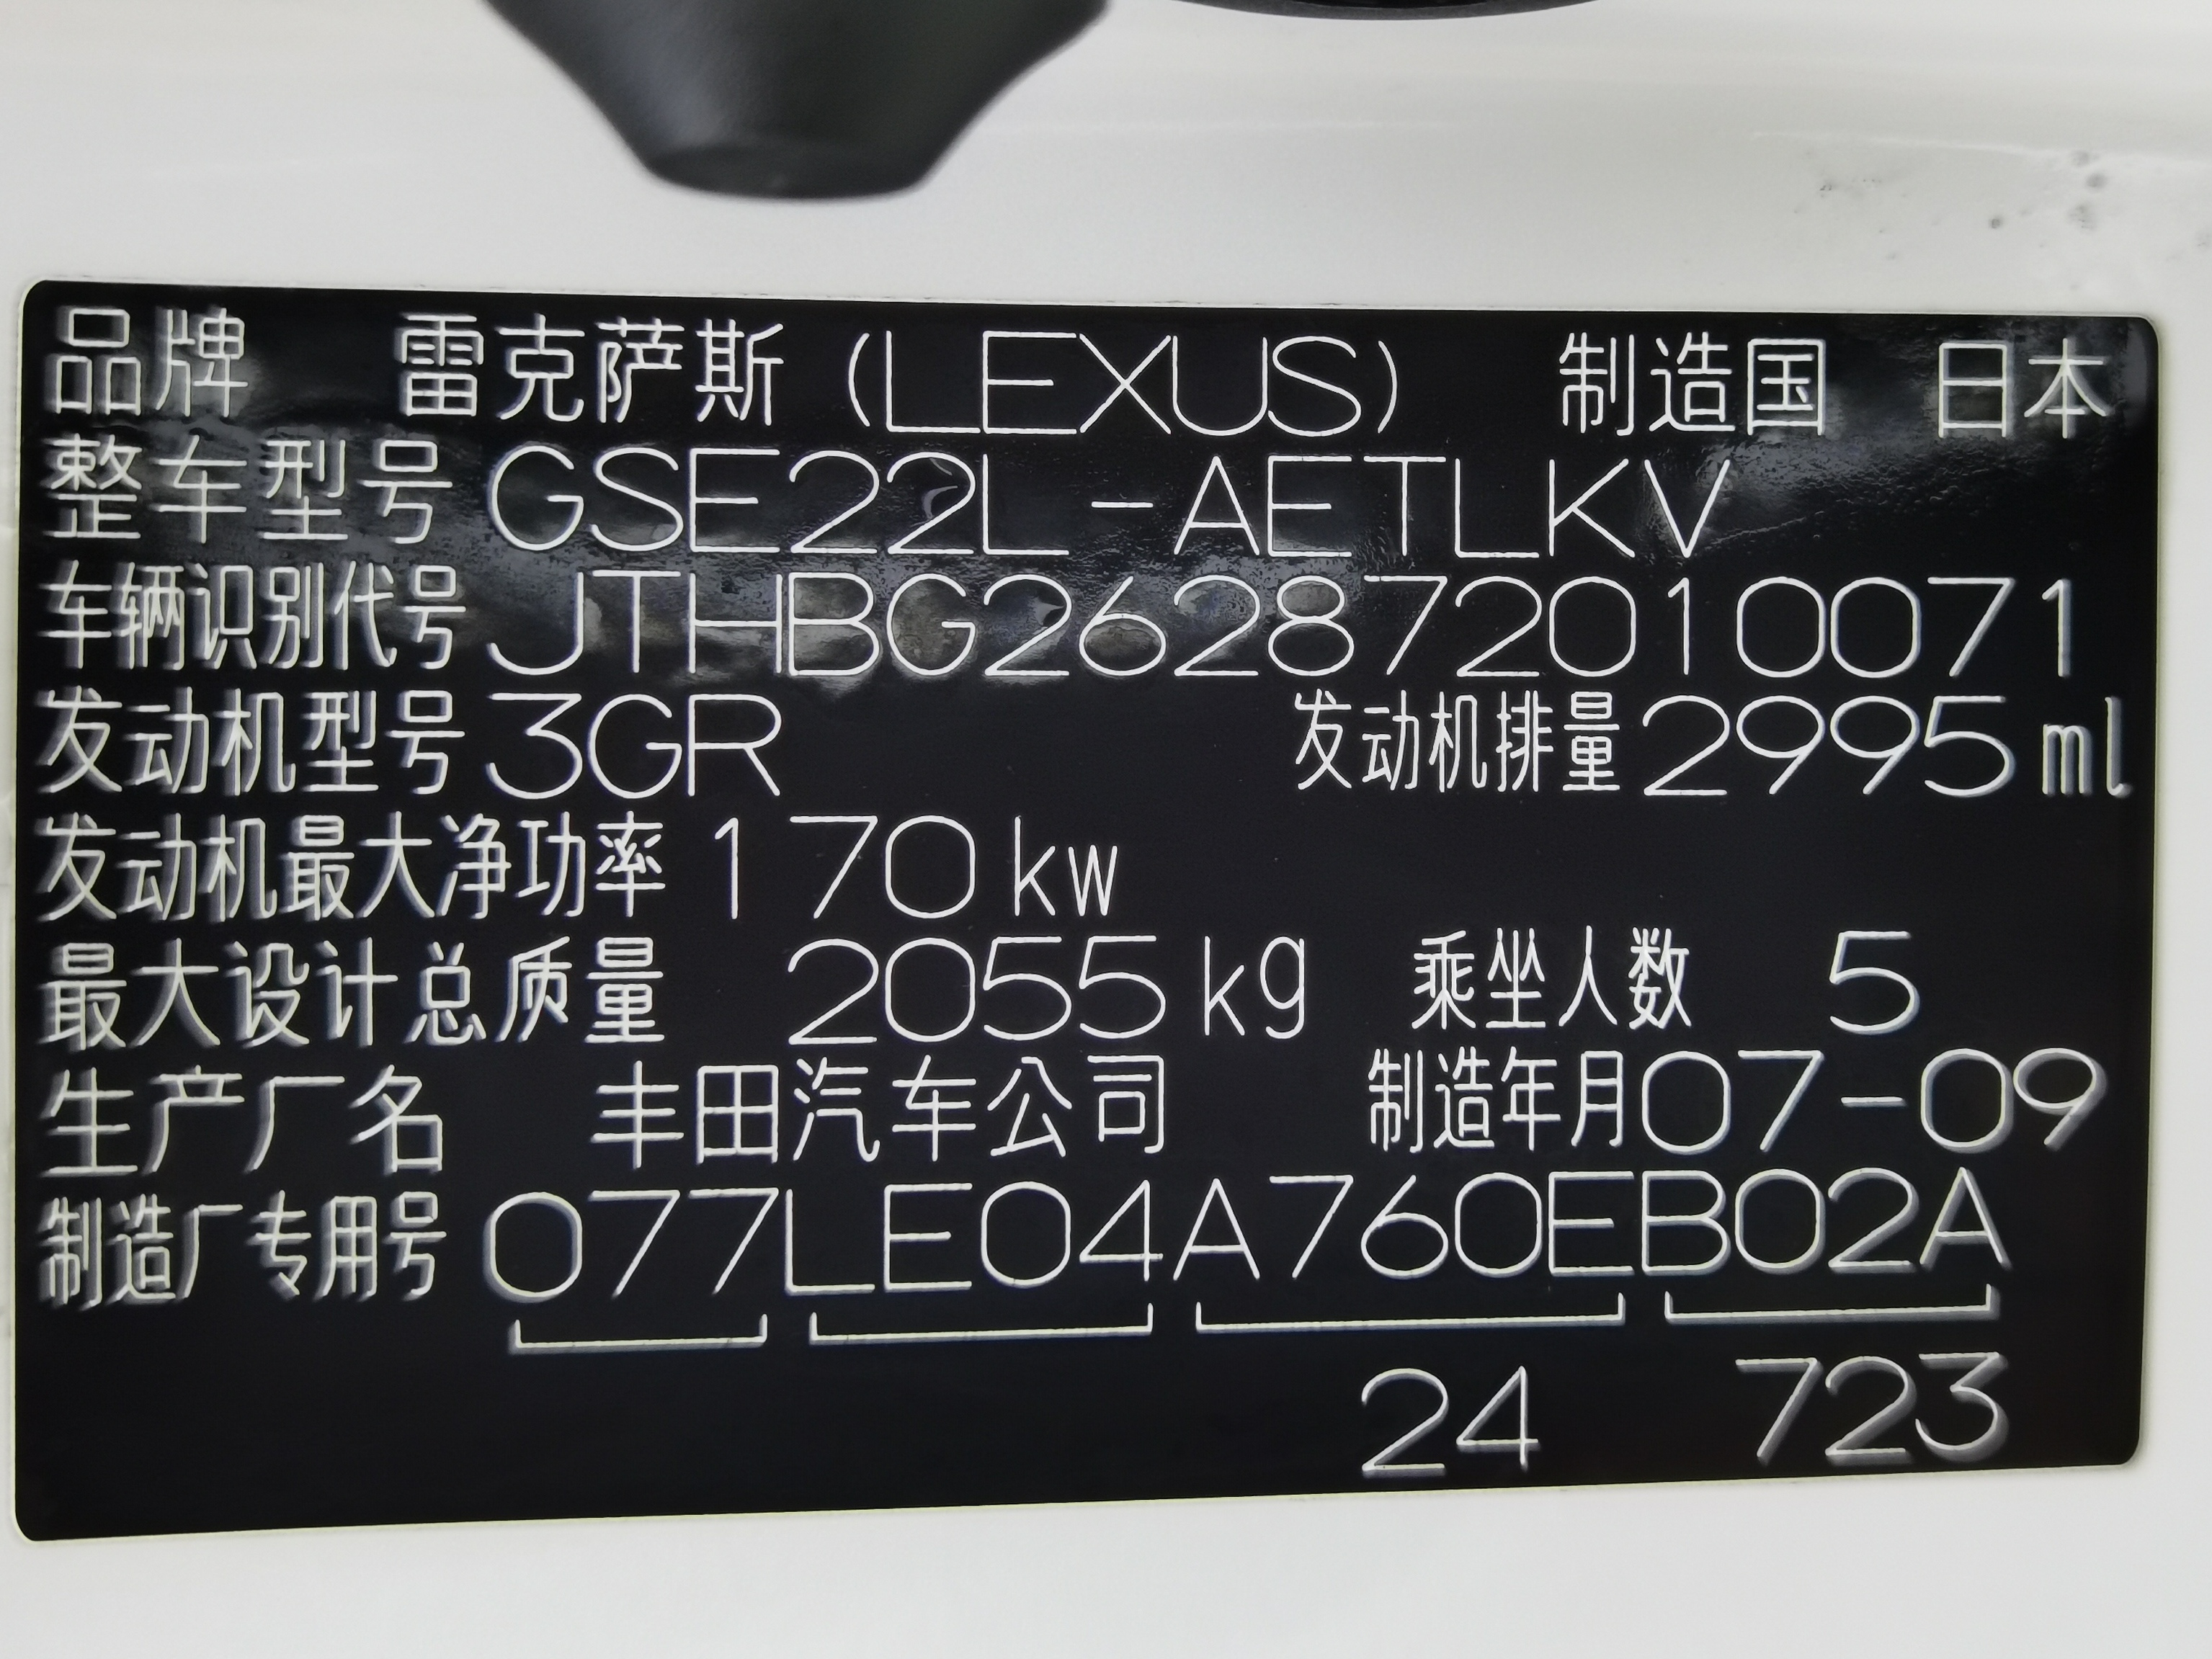 品牌 雷克萨斯(LEXUS) 制造国 日本
整车型号 GSE22L-AETLKV
车辆识别代号 JTHBG262872010071
发动机型号 3GR 发动机排量 2995ml
发动机最大净功率 170kw
最大设计总质量 2055kg 乘坐人数 5
生产厂名 丰田汽车公司 制造年月 07-09
制造厂专用号 077LE04A760EB02A
24 723